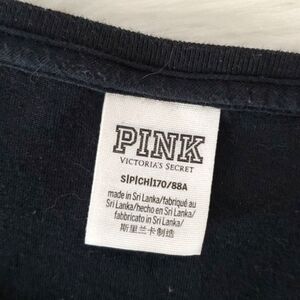 PINK
VICTORIA'S SECRET
S|P|CH|170/88A
made in Sri Lanka/fabriqué au
Sri Lanka/hecho en Sri Lanka/
fabbricato in Sri Lanka/
斯里兰卡制造